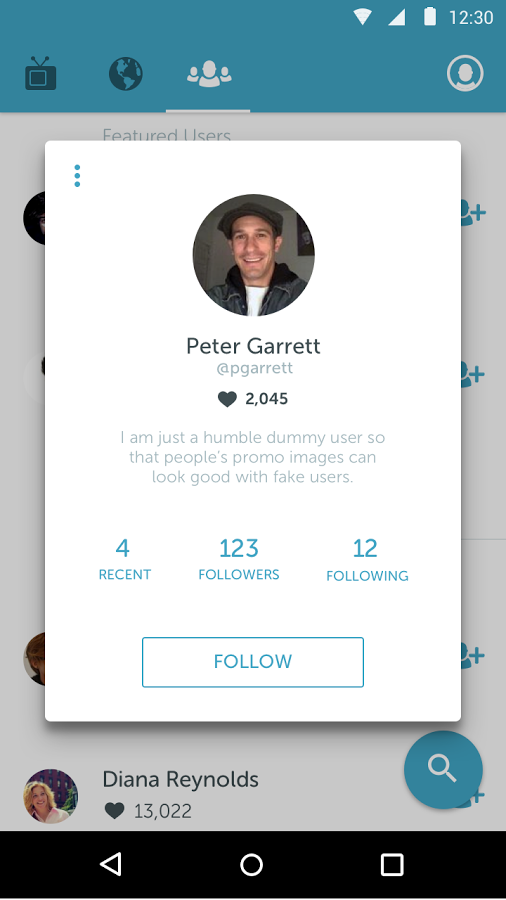 12:30
Featured Users
Peter Garrett
@pgarrett
2,045
I am just a humble dummy user so
that people's promo images can
look good with fake users.
4 123 12
RECENT FOLLOWERS FOLLOWING
FOLLOW
Diana Reynolds
13,022